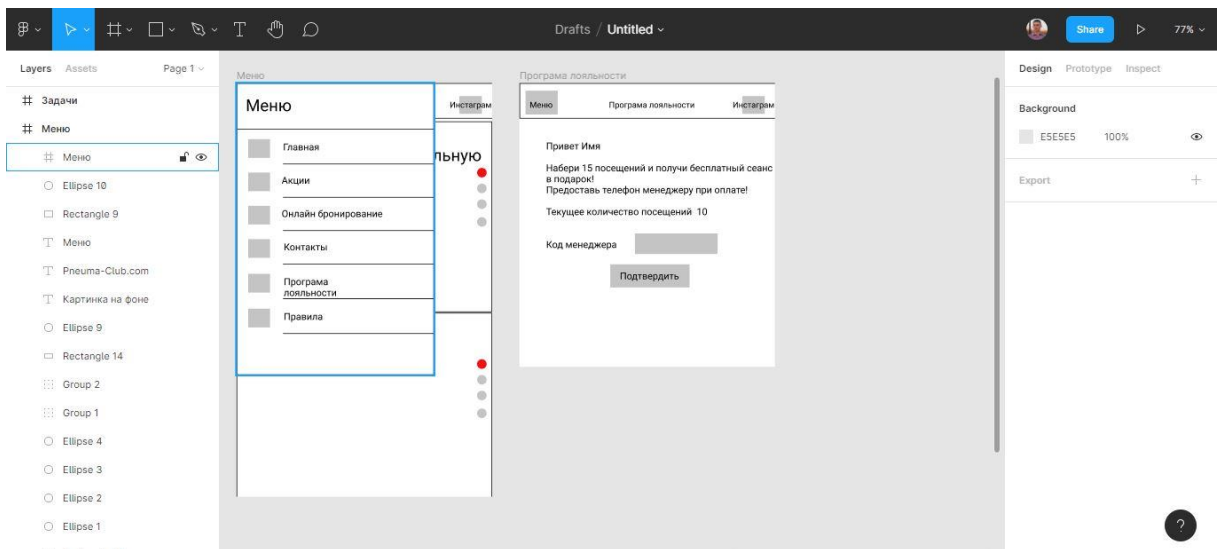 Drafts / Untitled
Share
77%
Layers
Assets
Page 1
Задачи
Меню
Меню
Ellipse 10
Rectangle 9
Меню
Pneuma-Club.com
Картинка на фоне
Ellipse 9
Rectangle 14
Group 2
Group 1
Ellipse 4
Ellipse 3
Ellipse 2
Ellipse 1
Меню
Меню
Инстаграм
льную
Главная
Акции
Онлайн бронирование
Контакты
Програма
лояльности
Правила
Програма лояльности
Меню
Програма лояльности
Инстаграм
Привет Имя
Набери 15 посещений и получи бесплатный сеанс
в подарок!
Предоставь телефон менеджеру при оплате!
Текущее количество посещений 10
Код менеджера
Подтвердить
Design
Prototype
Inspect
Background
E5E5E5
100%
Export
?